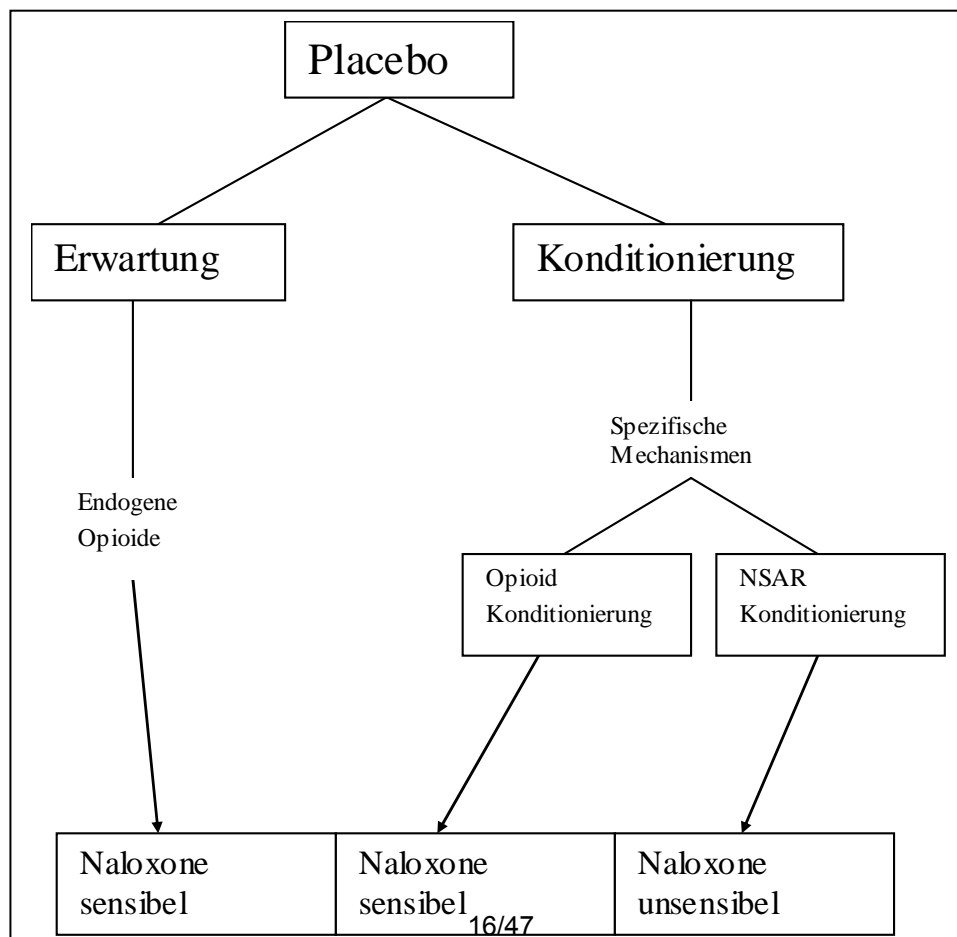 Placebo
Erwartung
Konditionierung
Spezifische
Mechanismen
Endogene
Opioide
Opioid
Konditionierung
NSAR
Konditionierung
Naloxone
sensibel
Naloxone
sensibel
Naloxone
unsensibel
16/47